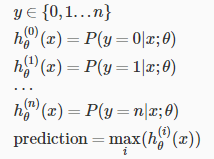 y ∈ {0, 1...n}
h_θ^(0)(x) = P(y = 0|x; θ)
h_θ^(1)(x) = P(y = 1|x; θ)
...
h_θ^(n)(x) = P(y = n|x; θ)
prediction = max_i(h_θ^(i)(x))